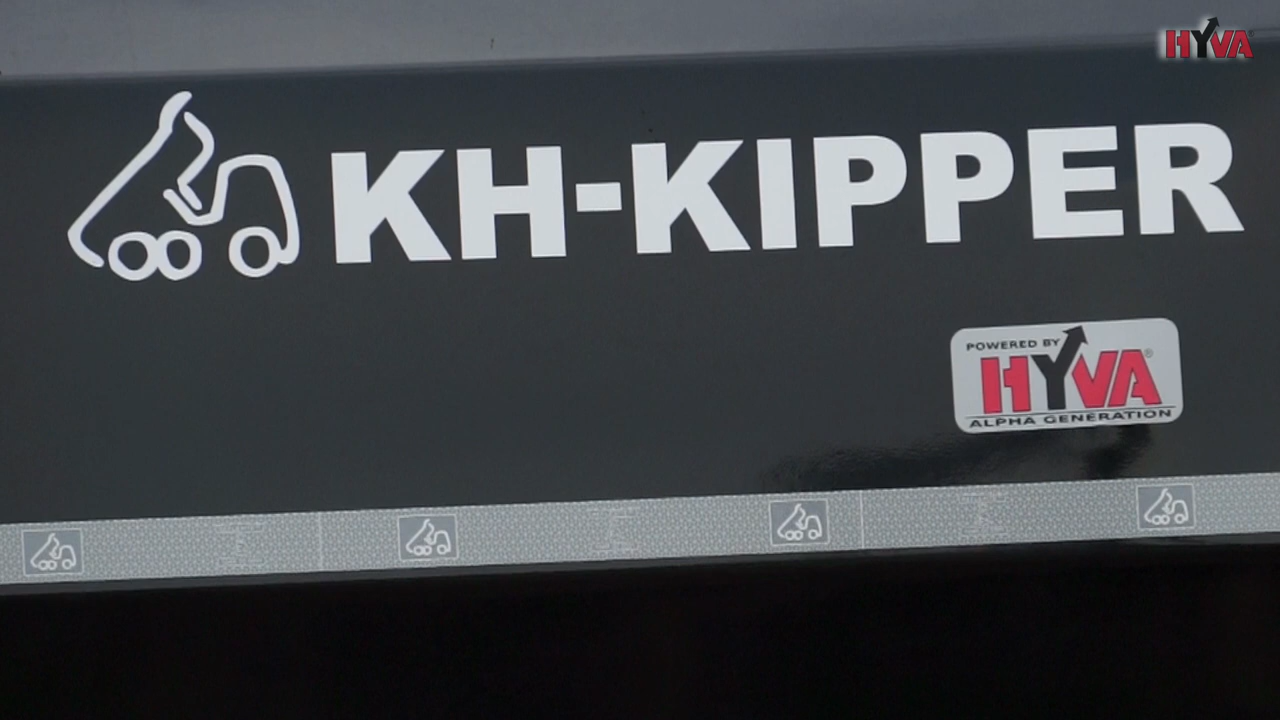 HYVA
KH-KIPPER
POWERED BY
HYVA®
ALPHA GENERATION